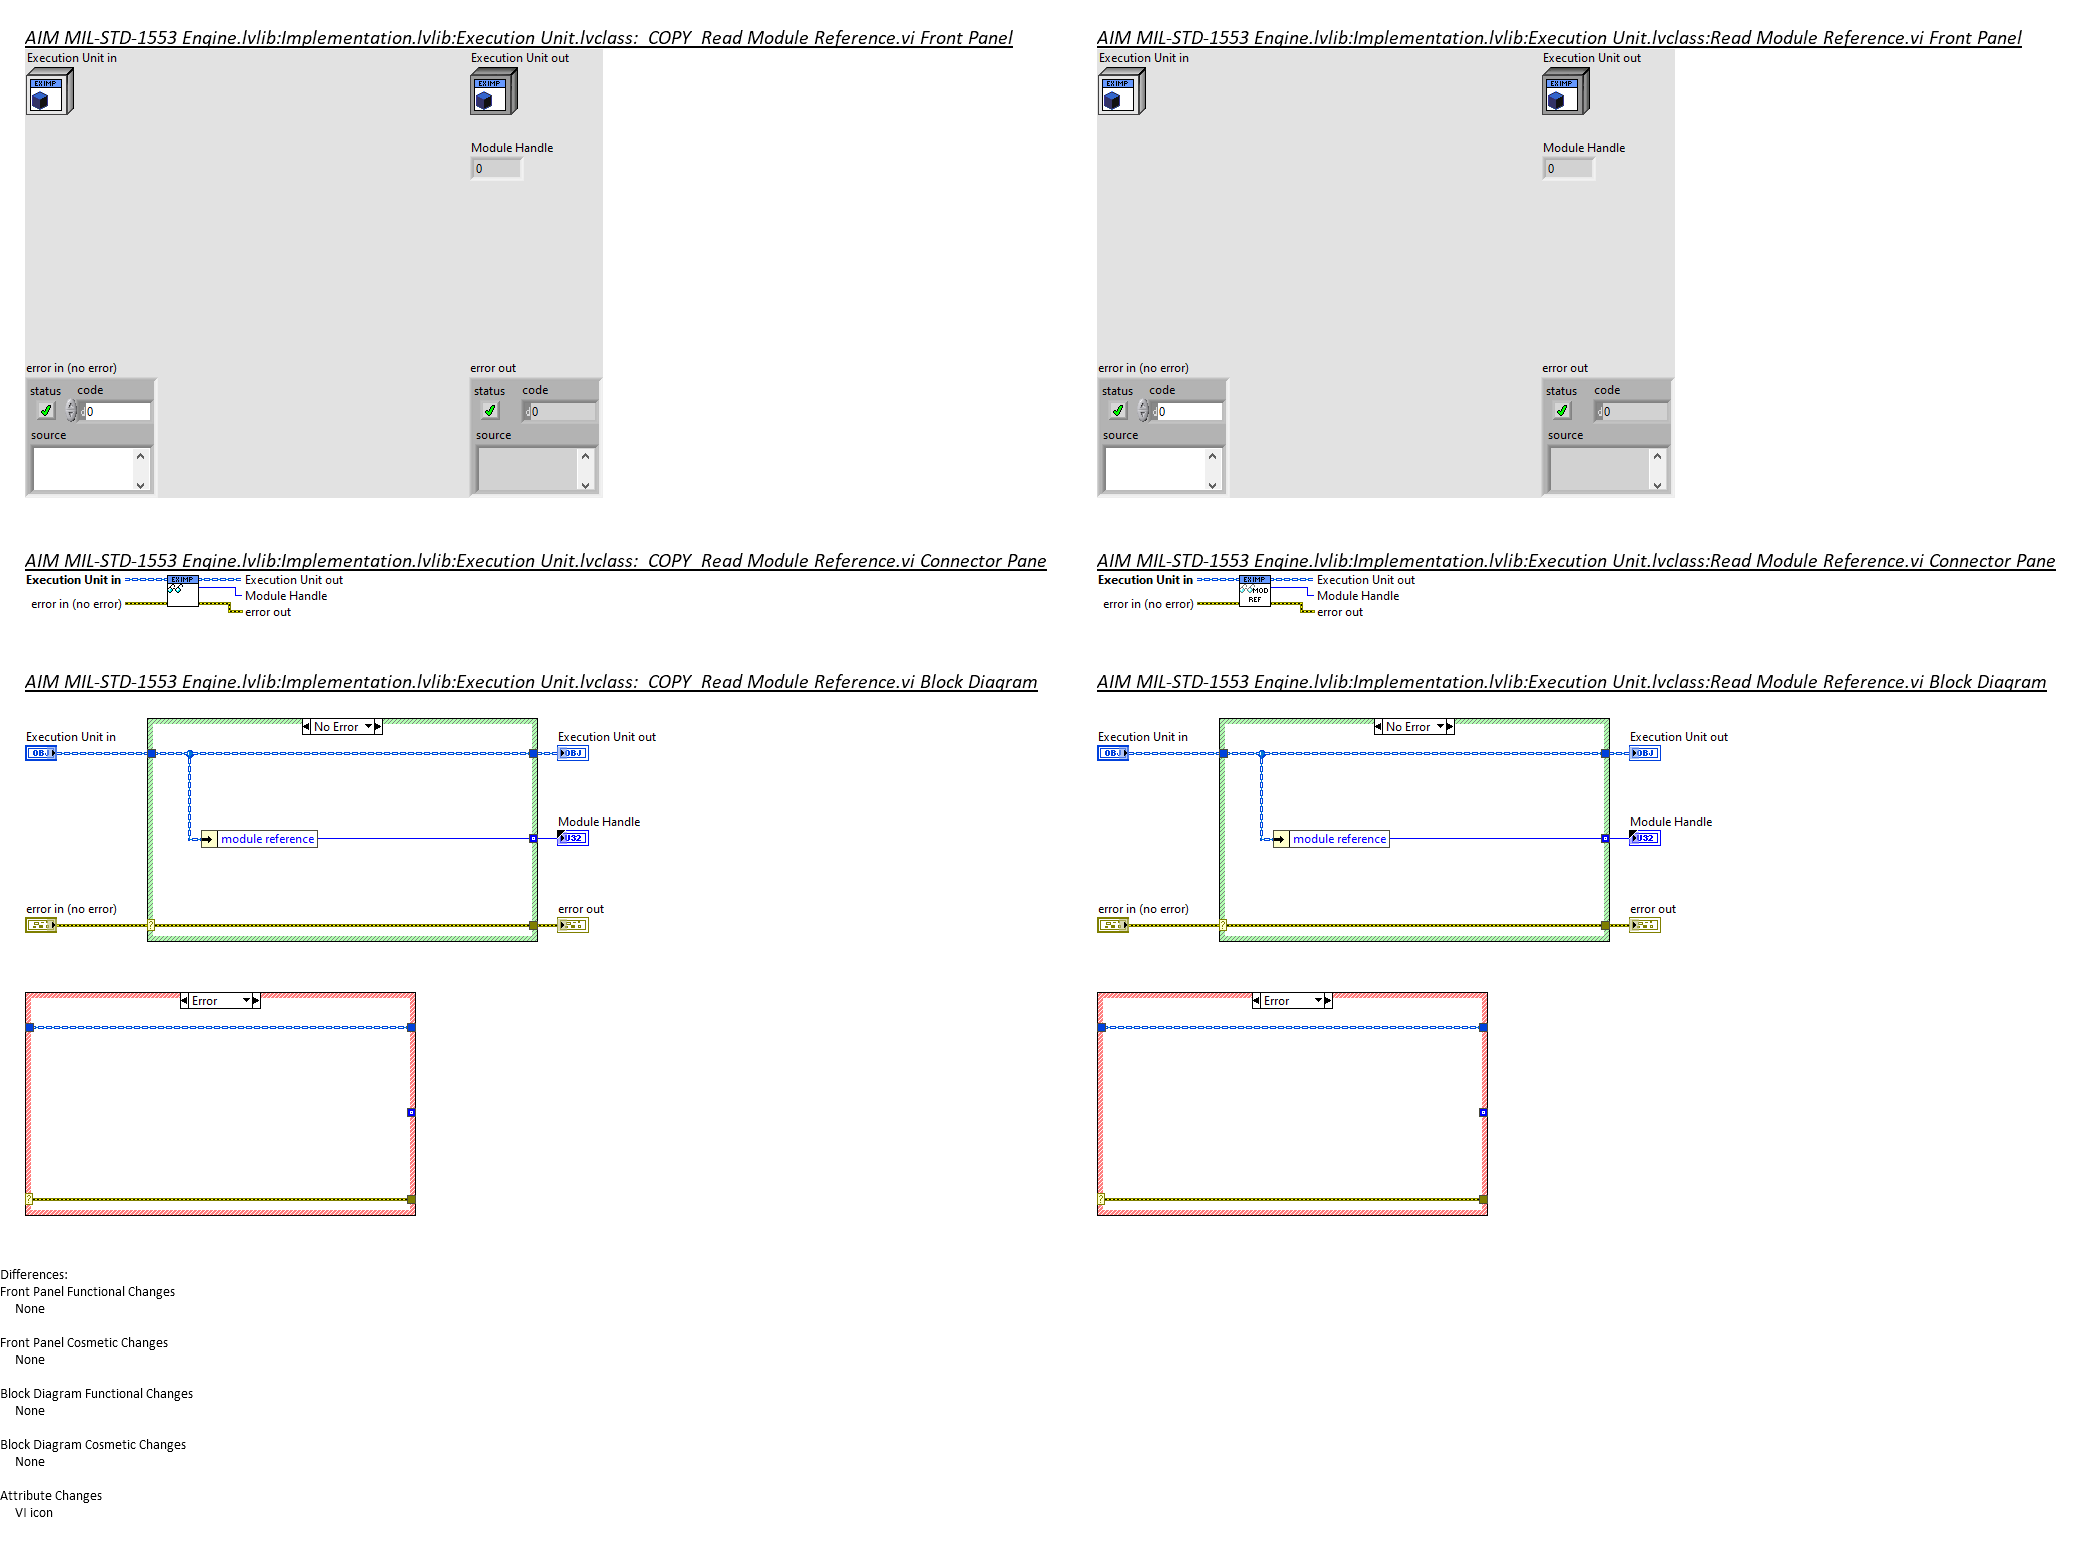 AIM MIL-STD-1553 Engine.lvlib:Implementation.lvlib:Execution Unit.lvclass:_COPY_Read Module Reference.vi Front Panel
Execution Unit in
Execution Unit out
EXIMP
EXIMP
Module Handle
0
error in (no error)
error out
status
code
status
code
0
0
source
source
AIM MIL-STD-1553 Engine.lvlib:Implementation.lvlib:Execution Unit.lvclass:_COPY_Read Module Reference.vi Connector Pane
Execution Unit in
EXIMP
Execution Unit out
Module Handle
error in (no error)
error out
AIM MIL-STD-1553 Engine.lvlib:Implementation.lvlib:Execution Unit.lvclass:_COPY_Read Module Reference.vi Block Diagram
No Error
Execution Unit in
Execution Unit out
OBJ
OBJ
Module Handle
module reference
U32
error in (no error)
error out
?
Error
?
AIM MIL-STD-1553 Engine.lvlib:Implementation.lvlib:Execution Unit.lvclass:Read Module Reference.vi Front Panel
Execution Unit in
Execution Unit out
EXIMP
EXIMP
Module Handle
0
error in (no error)
error out
status
code
status
code
0
0
source
source
AIM MIL-STD-1553 Engine.lvlib:Implementation.lvlib:Execution Unit.lvclass:Read Module Reference.vi Connector Pane
Execution Unit in
EXIMP
Execution Unit out
MOD
Module Handle
REF
error in (no error)
error out
AIM MIL-STD-1553 Engine.lvlib:Implementation.lvlib:Execution Unit.lvclass:Read Module Reference.vi Block Diagram
No Error
Execution Unit in
Execution Unit out
OBJ
OBJ
Module Handle
module reference
U32
error in (no error)
error out
?
Error
?
Differences:
Front Panel Functional Changes
None
Front Panel Cosmetic Changes
None
Block Diagram Functional Changes
None
Block Diagram Cosmetic Changes
None
Attribute Changes
VI icon